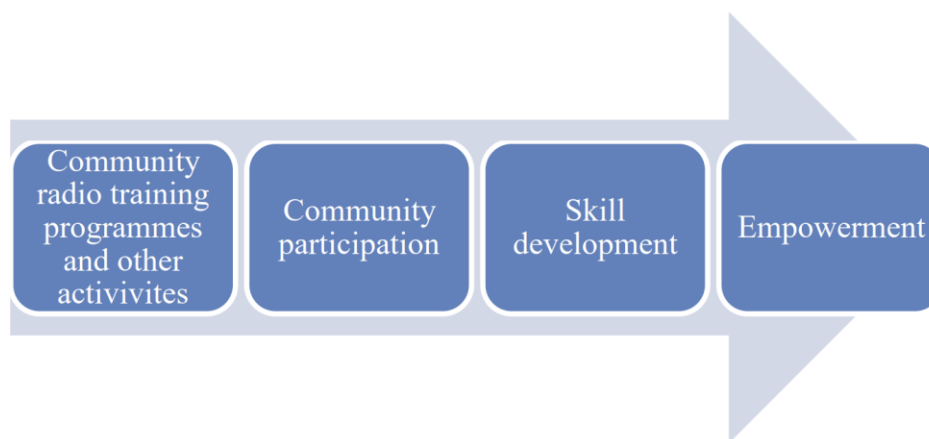 Community
radio training
programmes
and other
activivites
Community
participation
Skill
development
Empowerment